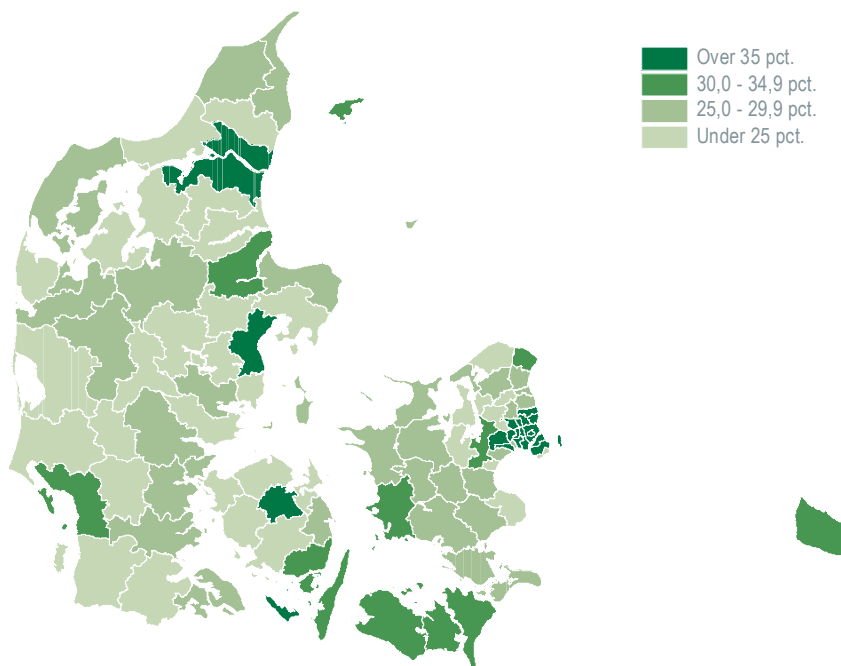 Over 35 pct.
30,0 - 34,9 pct.
25,0 - 29,9 pct.
Under 25 pct.